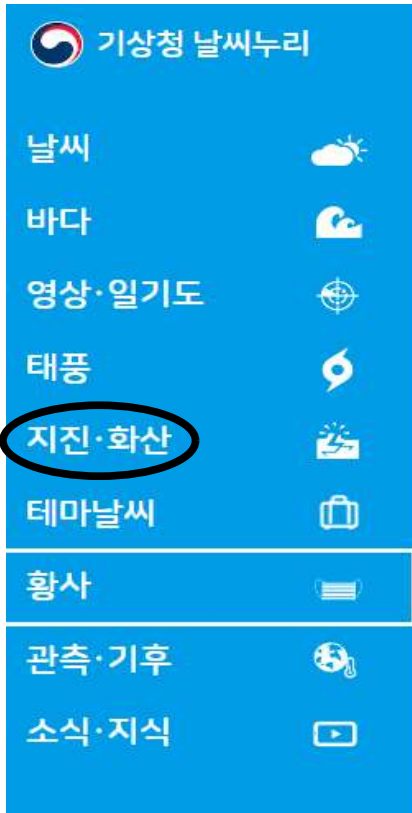 기상청 날씨누리
날씨
바다
영상·일기도
태풍
지진·화산
테마날씨
황사
관측·기후
소식·지식